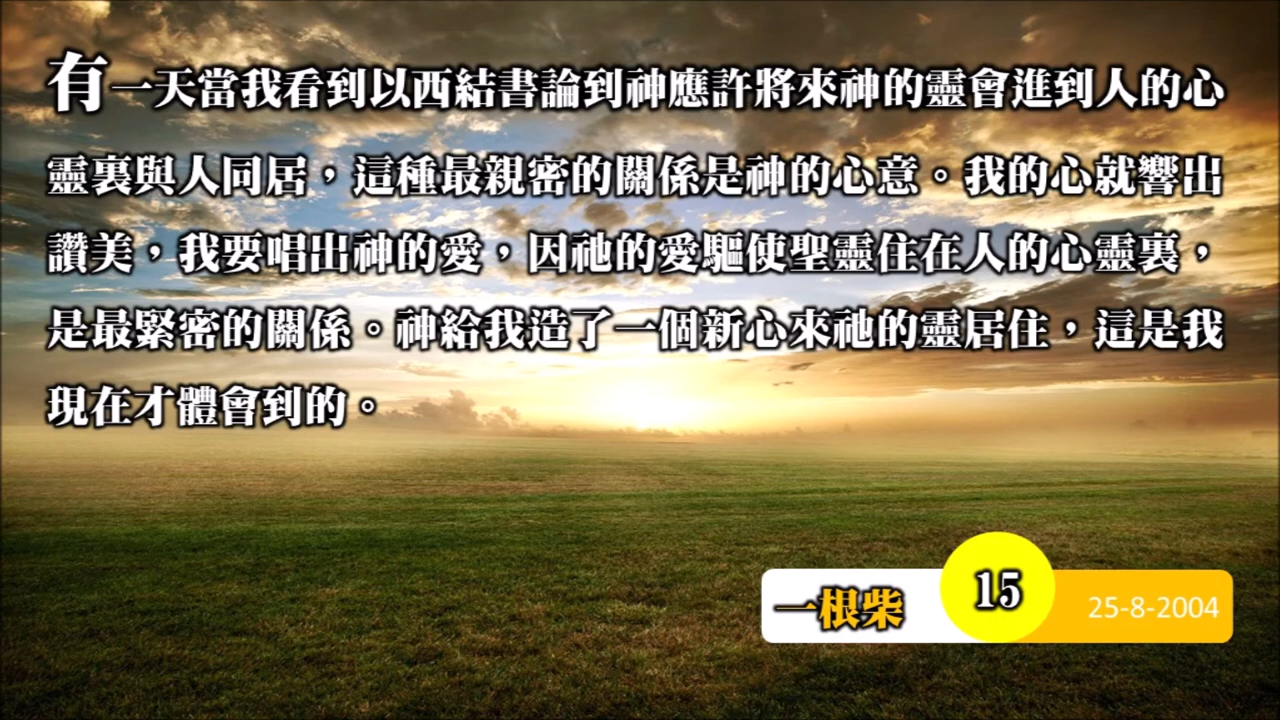 有一天當我看到以西結書論到神應許將來神的靈會進到人的心
靈裏與人同居，這種最親密的關係是神的心意。我的心就響出
讚美，我要唱出神的愛，因祂的愛驅使聖靈住在人的心靈裏，
是最緊密的關係。神給我造了一個新心來祂的靈居住，這是我
現在才體會到的。
一根柴 15 25-8-2004